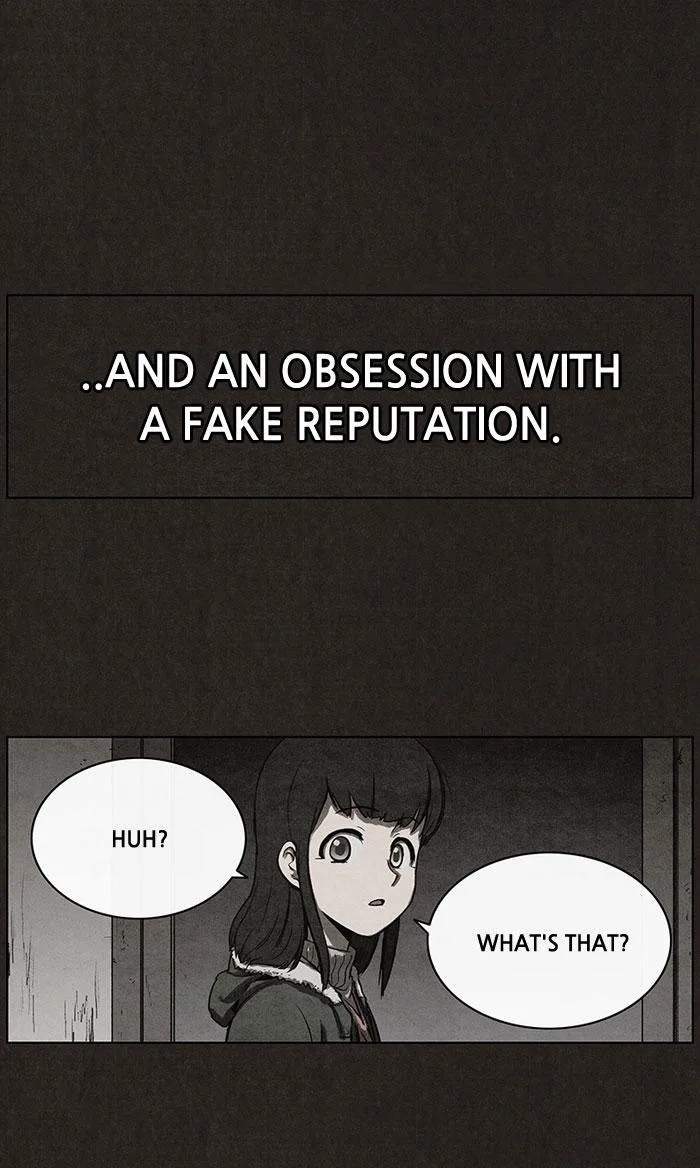 ..AND AN OBSESSION WITH
A FAKE REPUTATION.
HUH?
WHAT'S THAT?